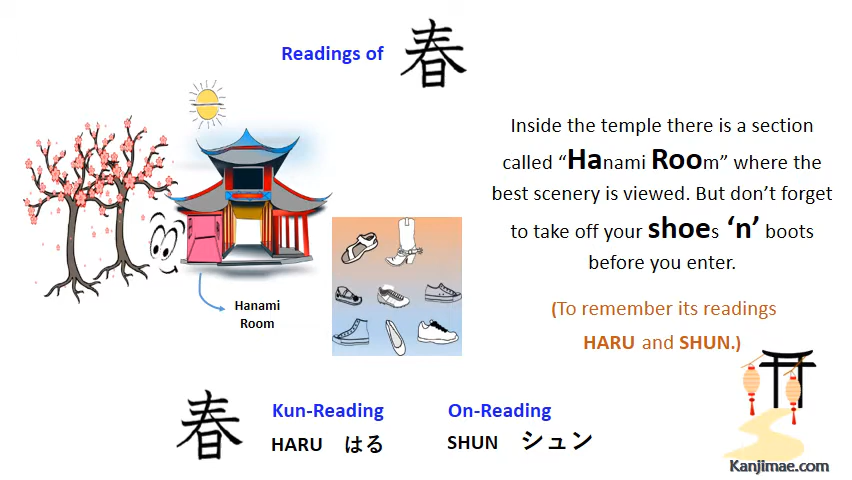 Readings of 春
Inside the temple there is a section
called “Hanami Room” where the
best scenery is viewed. But don’t forget
to take off your shoes ‘n’ boots
before you enter.
(To remember its readings
HARU and SHUN.)
Hanami
Room
春
Kun-Reading
HARU はる
On-Reading
SHUN シュン
Kanjimae.com